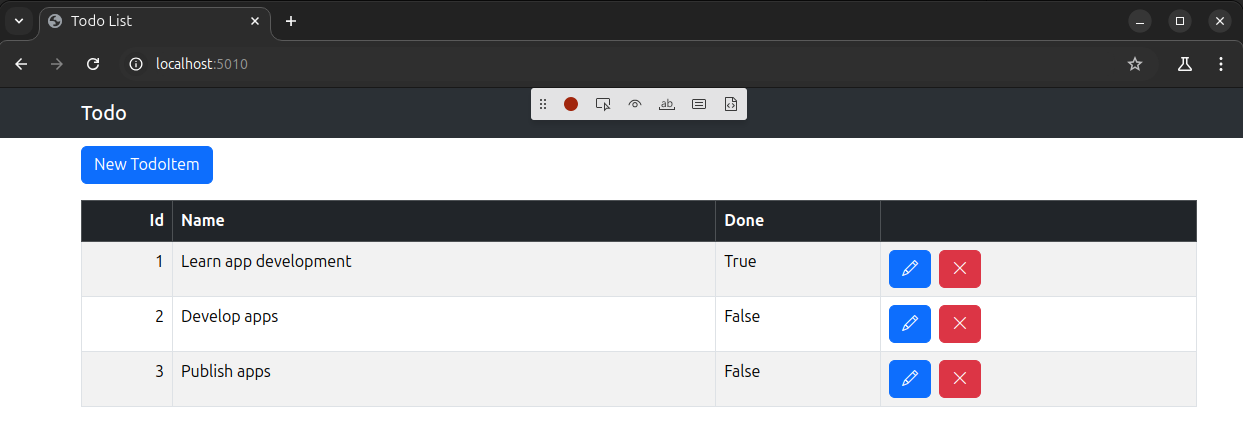 Todo List
localhost:5010
Todo
ab
New TodoItem
Id Name Done
1 Learn app development True
2 Develop apps False
3 Publish apps False